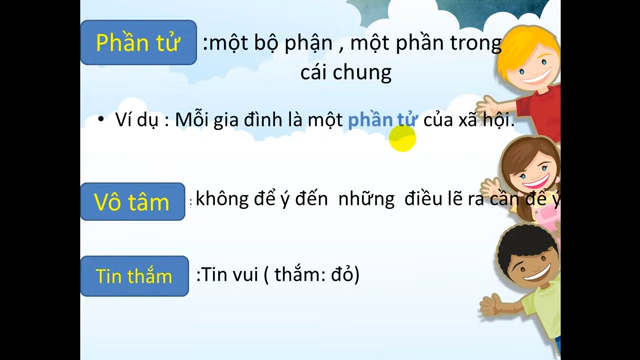 Phần tử :một bộ phận , một phần trong
cái chung
• Ví dụ : Mỗi gia đình là một phần tử của xã hội.
Vô tâm : không để ý đến những điều lẽ ra cần để ý
Tin thắm :Tin vui ( thắm: đỏ)